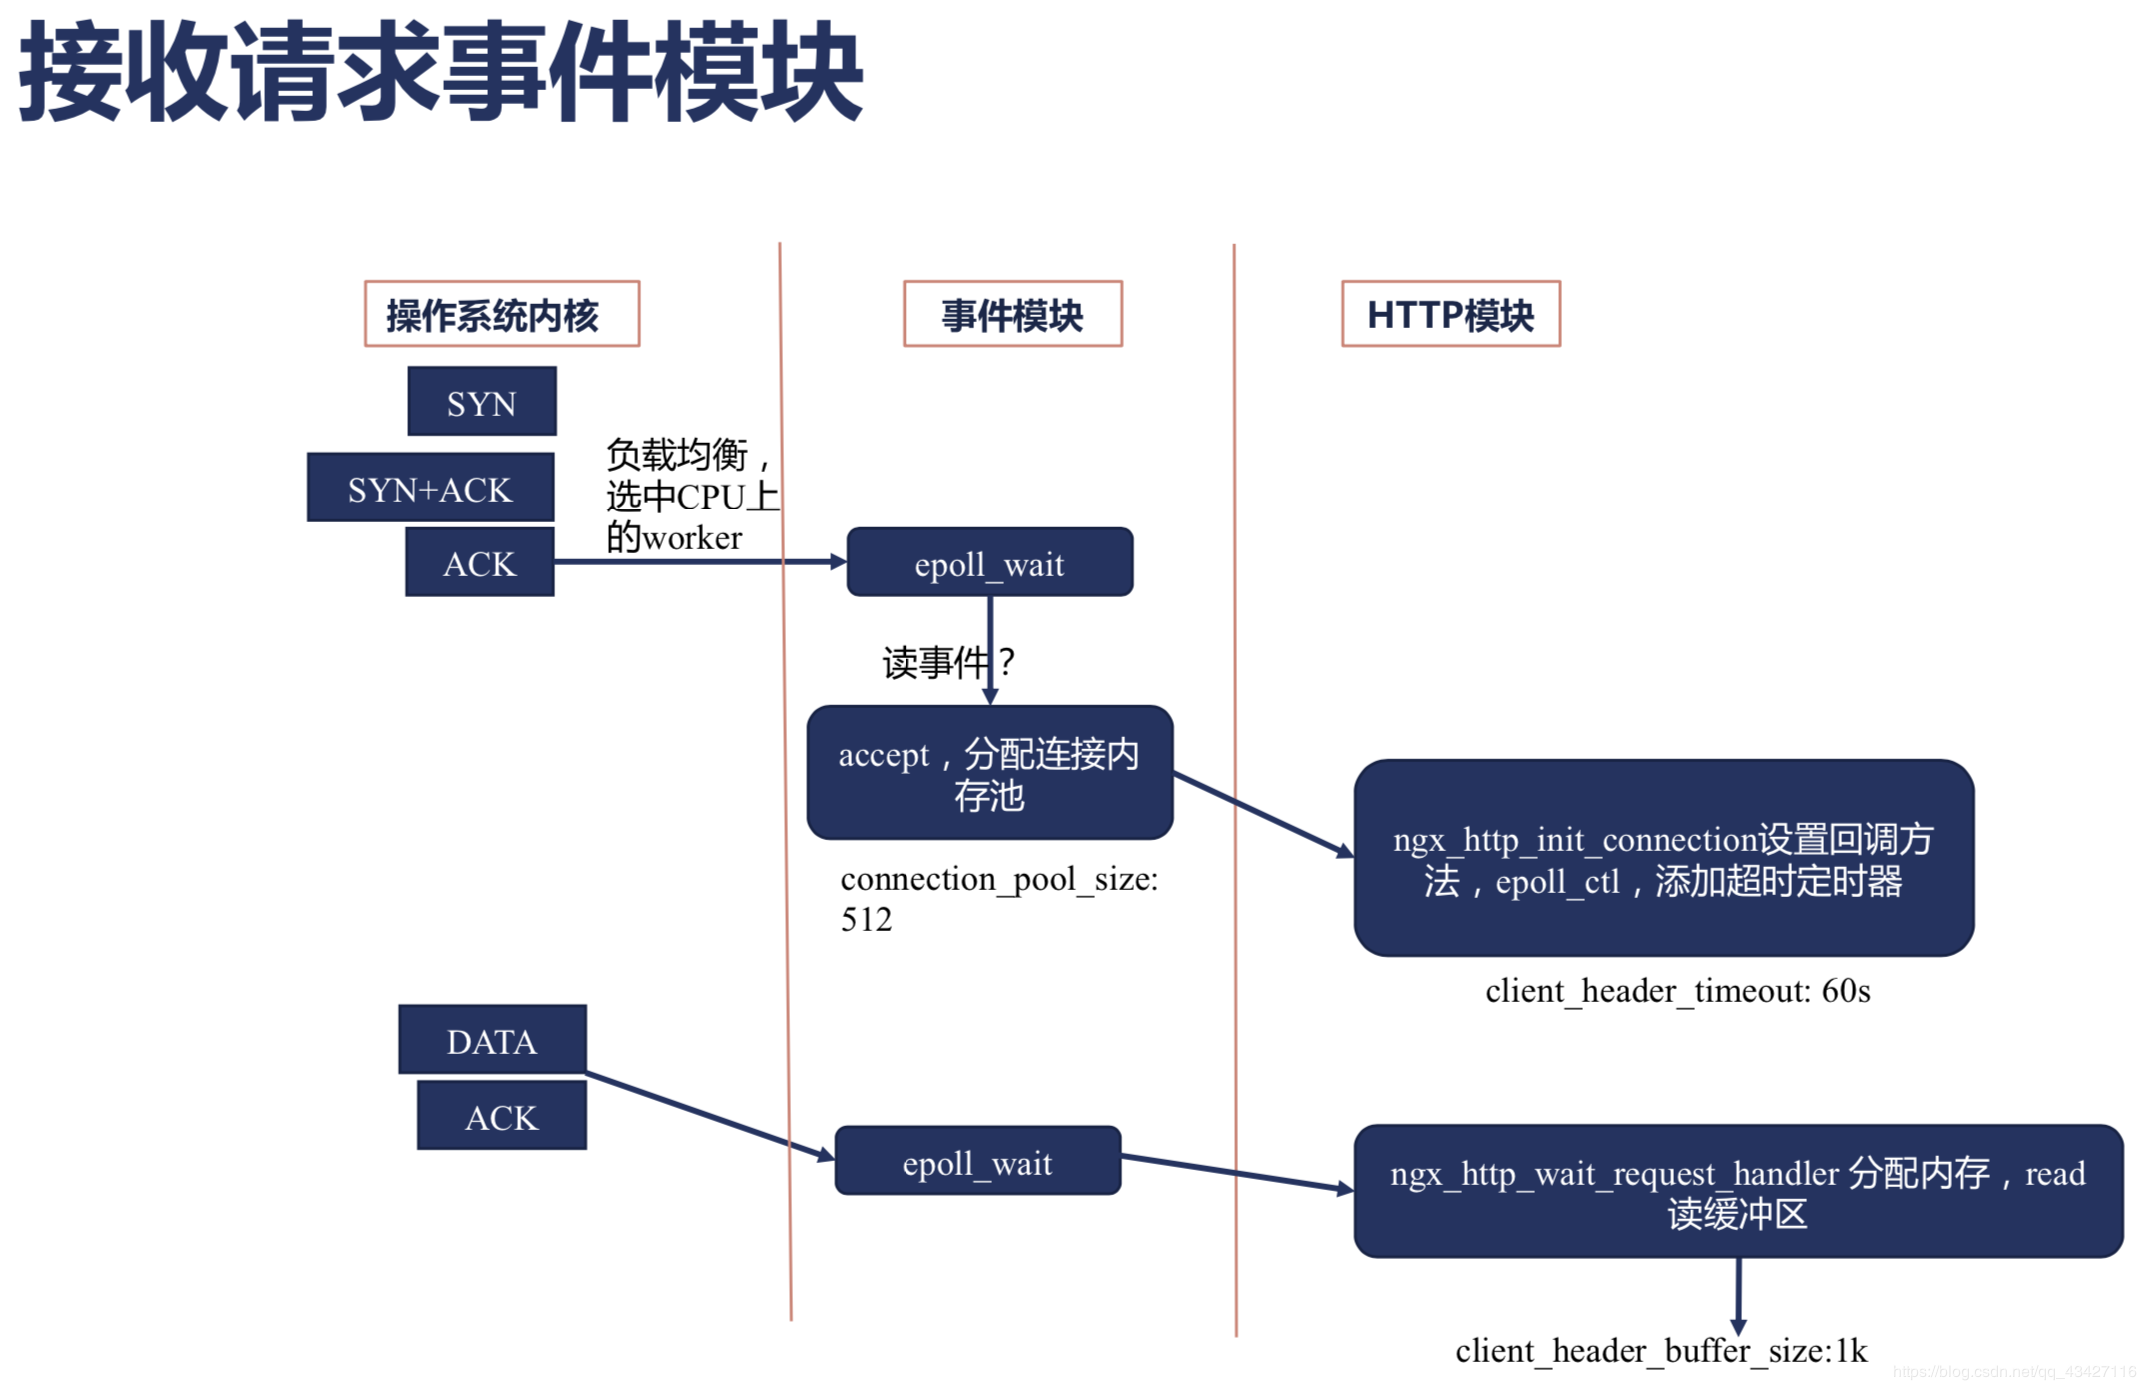 接收请求事件模块
操作系统内核
事件模块
HTTP模块
SYN
SYN+ACK
ACK
负载均衡，
选中CPU上
的worker
epoll_wait
读事件？
accept，分配连接内
存池
connection_pool_size:
512
ngx_http_init_connection设置回调方
法，epoll_ctl，添加超时定时器
client_header_timeout: 60s
DATA
ACK
epoll_wait
ngx_http_wait_request_handler 分配内存，read
读缓冲区
client_header_buffer_size:1k
https://blog.csdn.net/qq_43427116